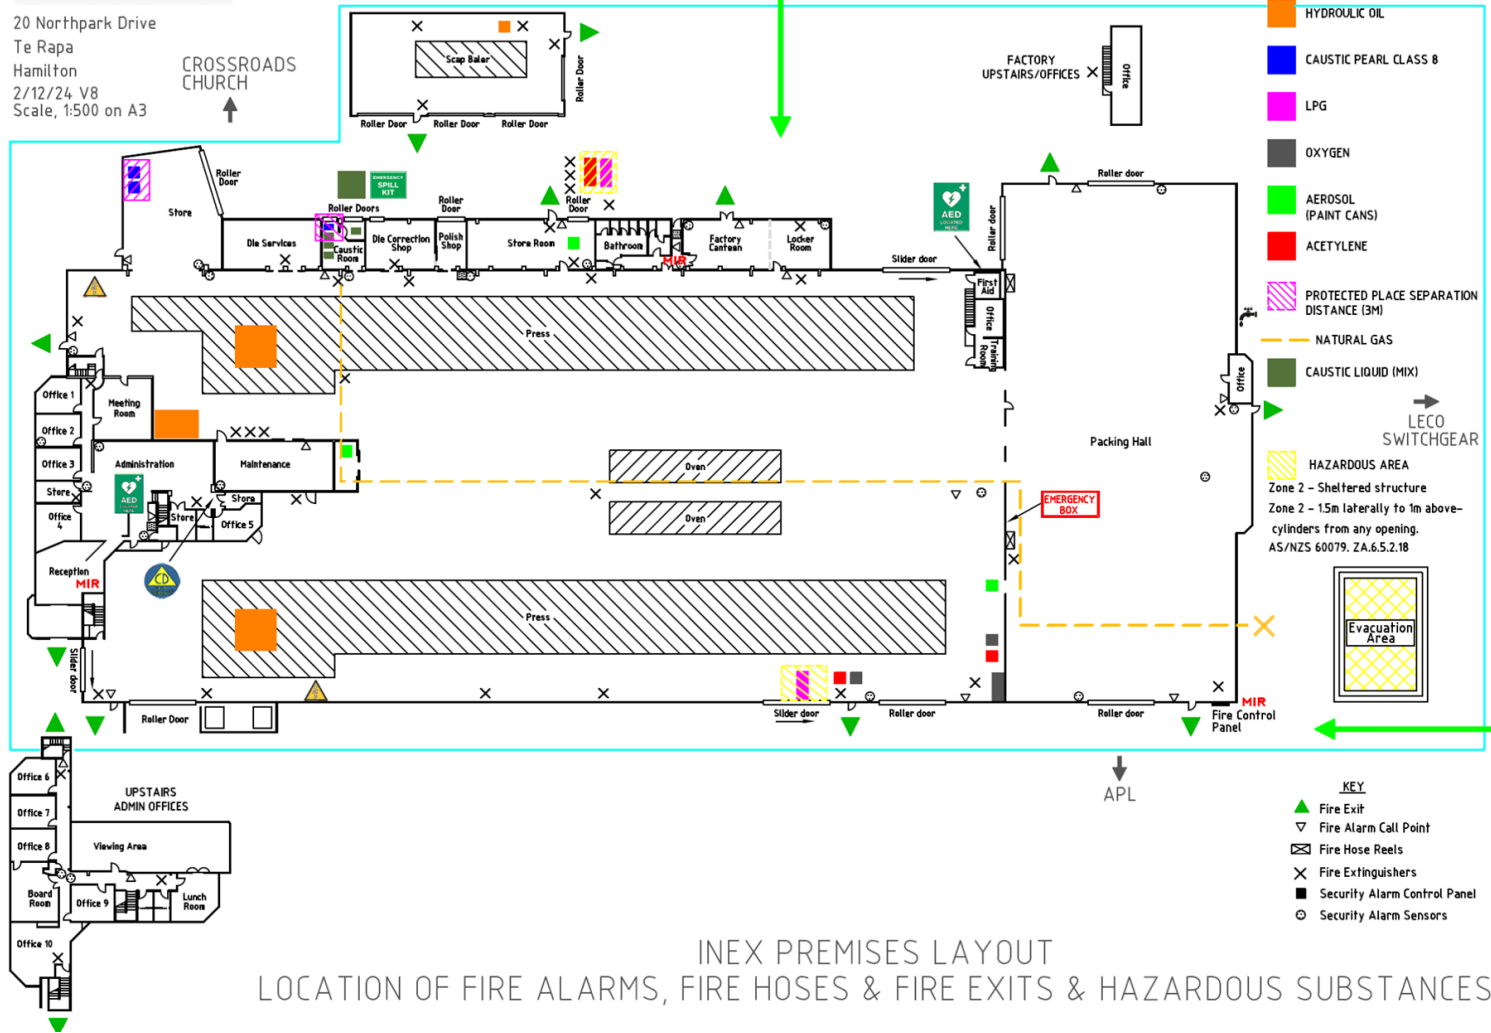 20 Northpark Drive
Te Rapa
Hamilton
2/12/24 V8
Scale, 1:500 on A3
CROSSROADS
CHURCH
Scap Baler
Roller Door
Roller Door
Roller Door
Roller Door
FACTORY
UPSTAIRS/OFFICES
Office
HYDROULIC OIL
CAUSTIC PEARL CLASS 8
LPG
OXYGEN
AEROSOL
(PAINT CANS)
ACETYLENE
PROTECTED PLACE SEPARATION
DISTANCE (3M)
NATURAL GAS
CAUSTIC LIQUID (MIX)
LECO
SWITCHGEAR
HAZARDOUS AREA
Zone 2 - Sheltered structure
Zone 2 - 1.5m laterally to 1m above-
cylinders from any opening.
AS/NZS 60079. ZA.6.5.2.18
Evacuation
Area
Roller
Door
Store
EMERGENCY
SPILL
KIT
Roller Doors
Roller
Door
Roller
Door
Die Services
Caustic
Room
Die Correction
Shop
Polish
Shop
Store Room
Bathroom
MIR
Factory
Canteen
Locker
Room
AED
LOCATED
HERE
Roller door
Roller door
Slider door
First
Aid
Office
Training
Room
Press
Office
Office 1
Office 2
Office 3
Store
Office
4
Meeting
Room
Administration
AED
LOCATED
HERE
Maintenance
Store
Store
Office 5
Reception
MIR
CD
Oven
Oven
Packing Hall
EMERGENCY
BOX
Press
Slider door
Roller Door
Slider door
Roller door
Roller door
MIR
Fire Control
Panel
APL
Office 6
Office 7
Office 8
Board
Room
Office 9
Office 10
UPSTAIRS
ADMIN OFFICES
Viewing Area
Lunch
Room
KEY
Fire Exit
Fire Alarm Call Point
Fire Hose Reels
Fire Extinguishers
Security Alarm Control Panel
Security Alarm Sensors
INEX PREMISES LAYOUT
LOCATION OF FIRE ALARMS, FIRE HOSES & FIRE EXITS & HAZARDOUS SUBSTANCES